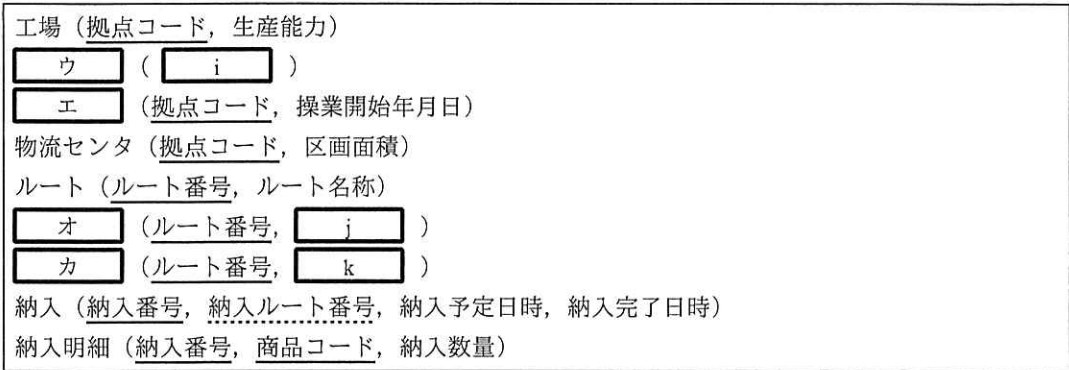 工場（拠点コード，生産能力）
ウ（ i ）
エ（拠点コード，操業開始年月日）
物流センタ（拠点コード，区画面積）
ルート（ルート番号，ルート名称）
オ（ルート番号， j ）
カ（ルート番号， k ）
納入（納入番号，納入ルート番号，納入予定日時，納入完了日時）
納入明細（納入番号，商品コード，納入数量）